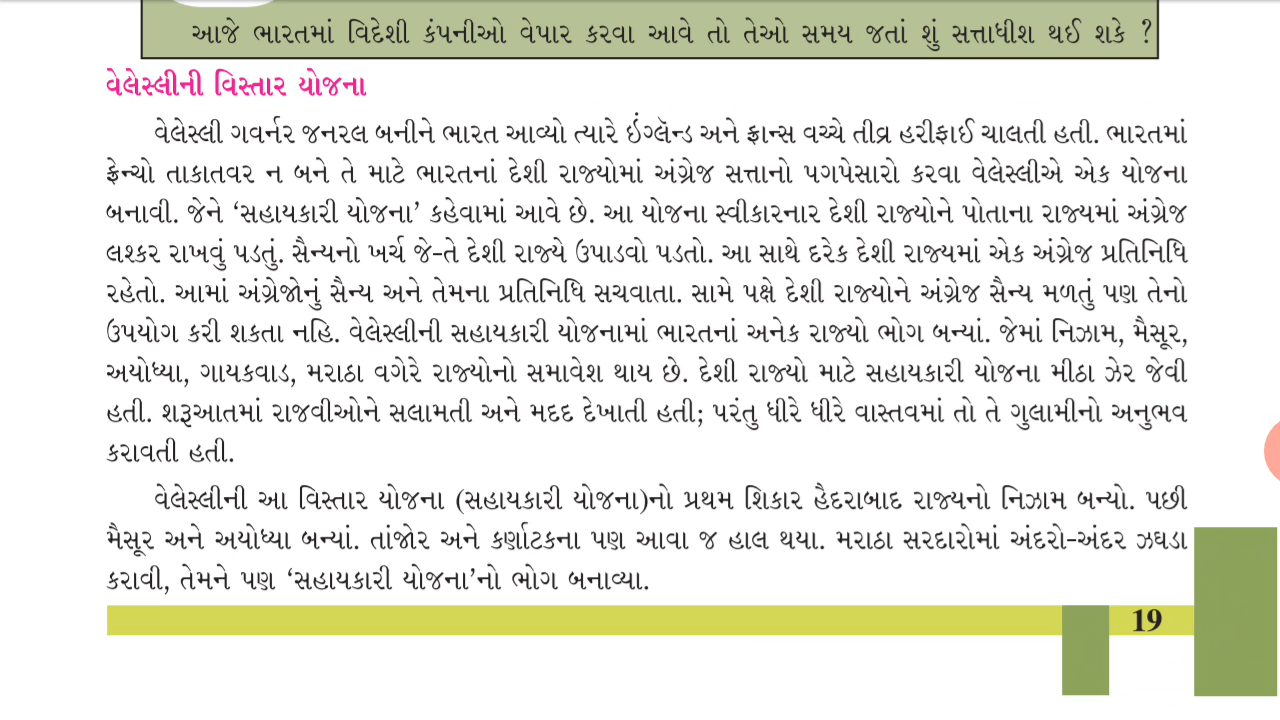 આજે ભારતમાં વિદેશી કંપનીઓ વેપાર કરવા આવે તો તેઓ સમય જતાં શું સત્તાધીશ થઈ શકે ?
વેલેસ્લીની વિસ્તાર યોજના
વેલેસ્લી ગવર્નર જનરલ બનીને ભારત આવ્યો ત્યારે ઇંગ્લૅન્ડ અને ફ્રાન્સ વચ્ચે તીવ્ર હરીફાઈ ચાલતી હતી. ભારતમાં
ફ્રેન્ચો તાકાતવર ન બને તે માટે ભારતનાં દેશી રાજ્યોમાં અંગ્રેજ સત્તાનો પગપેસારો કરવા વેલેસ્લીએ એક યોજના
બનાવી. જેને ‘સહાયકારી યોજના’ કહેવામાં આવે છે. આ યોજના સ્વીકારનાર દેશી રાજ્યોને પોતાના રાજ્યમાં અંગ્રેજ
લશ્કર રાખવું પડતું. સૈન્યનો ખર્ચ જે-તે દેશી રાજ્યે ઉપાડવો પડતો. આ સાથે દરેક દેશી રાજ્યમાં એક અંગ્રેજ પ્રતિનિધિ
રહેતો. આમાં અંગ્રેજોનું સૈન્ય અને તેમના પ્રતિનિધિ સચવાતા. સામે પક્ષે દેશી રાજ્યોને અંગ્રેજ સૈન્ય મળતું પણ તેનો
ઉપયોગ કરી શકતા નહિ. વેલેસ્લીની સહાયકારી યોજનામાં ભારતનાં અનેક રાજ્યો ભોગ બન્યાં. જેમાં નિઝામ, મૈસૂર,
અયોધ્યા, ગાયકવાડ, મરાઠા વગેરે રાજ્યોનો સમાવેશ થાય છે. દેશી રાજ્યો માટે સહાયકારી યોજના મીઠા ઝેર જેવી
હતી. શરૂઆતમાં રાજવીઓને સલામતી અને મદદ દેખાતી હતી; પરંતુ ધીરે ધીરે વાસ્તવમાં તો તે ગુલામીનો અનુભવ
કરાવતી હતી.
વેલેસ્લીની આ વિસ્તાર યોજના (સહાયકારી યોજના)નો પ્રથમ શિકાર હૈદરાબાદ રાજ્યનો નિઝામ બન્યો. પછી
મૈસૂર અને અયોધ્યા બન્યાં. તાંજોર અને કર્ણાટકના પણ આવા જ હાલ થયા. મરાઠા સરદારોમાં અંદરો-અંદર ઝઘડા
કરાવી, તેમને પણ ‘સહાયકારી યોજના’નો ભોગ બનાવ્યા.
19